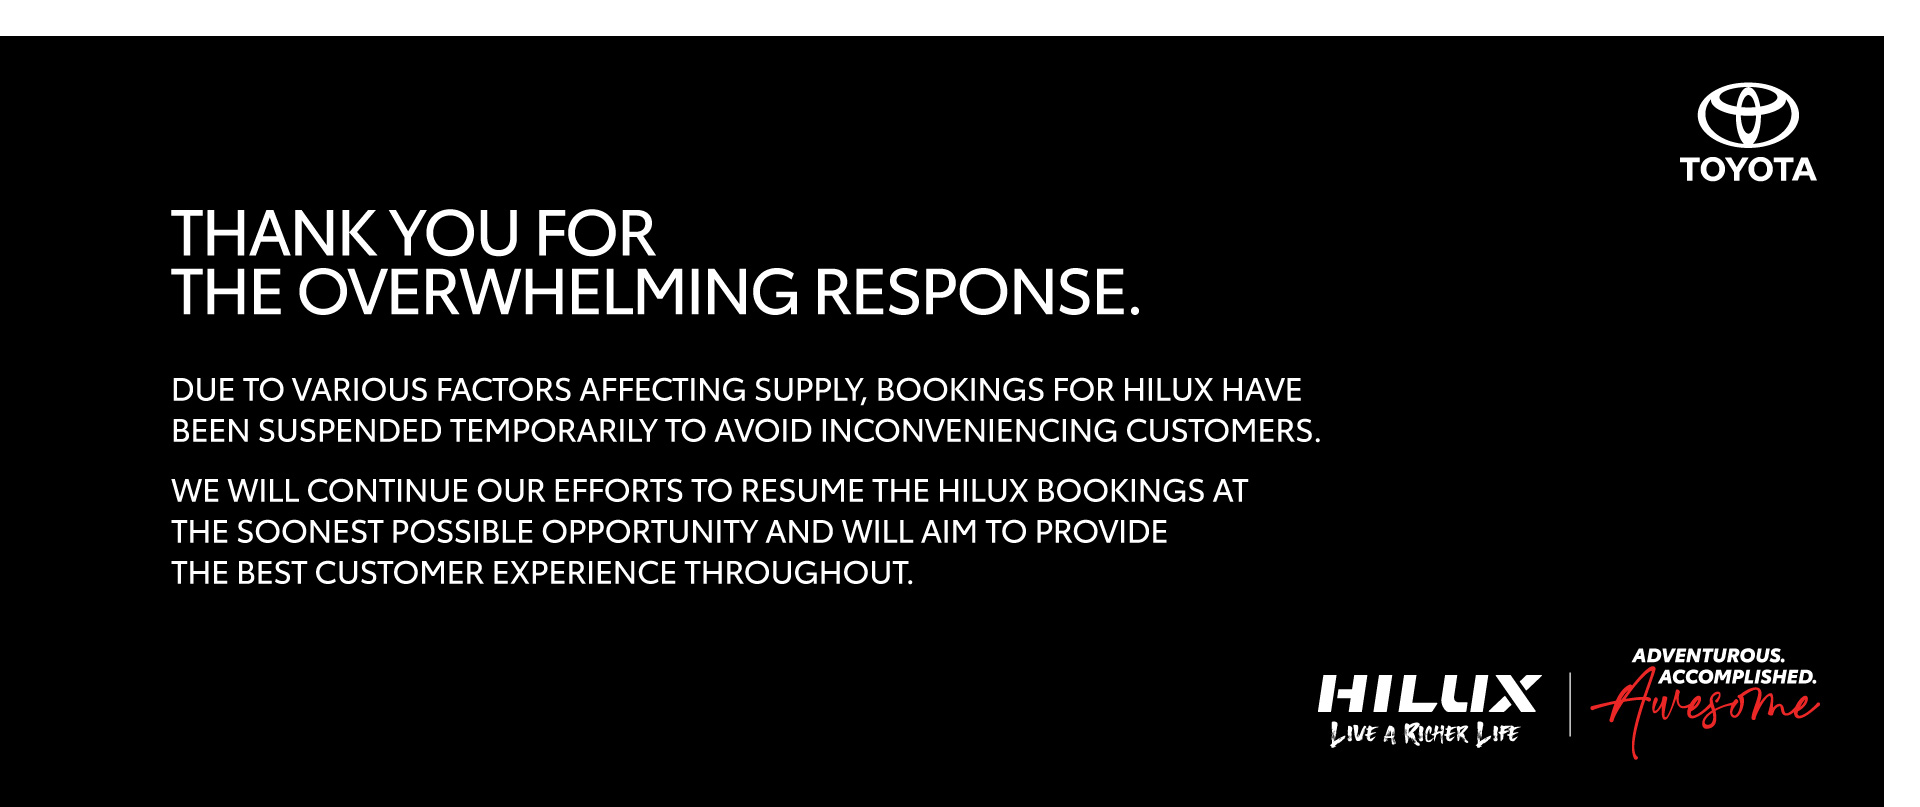 TOYOTA
THANK YOU FOR
THE OVERWHELMING RESPONSE.
DUE TO VARIOUS FACTORS AFFECTING SUPPLY, BOOKINGS FOR HILUX HAVE
BEEN SUSPENDED TEMPORARILY TO AVOID INCONVENIENCING CUSTOMERS.
WE WILL CONTINUE OUR EFFORTS TO RESUME THE HILUX BOOKINGS AT
THE SOONEST POSSIBLE OPPORTUNITY AND WILL AIM TO PROVIDE
THE BEST CUSTOMER EXPERIENCE THROUGHOUT.
HILUX
LIVE A RICHER LIFE
ADVENTUROUS.
ACCOMPLISHED.
Awesome